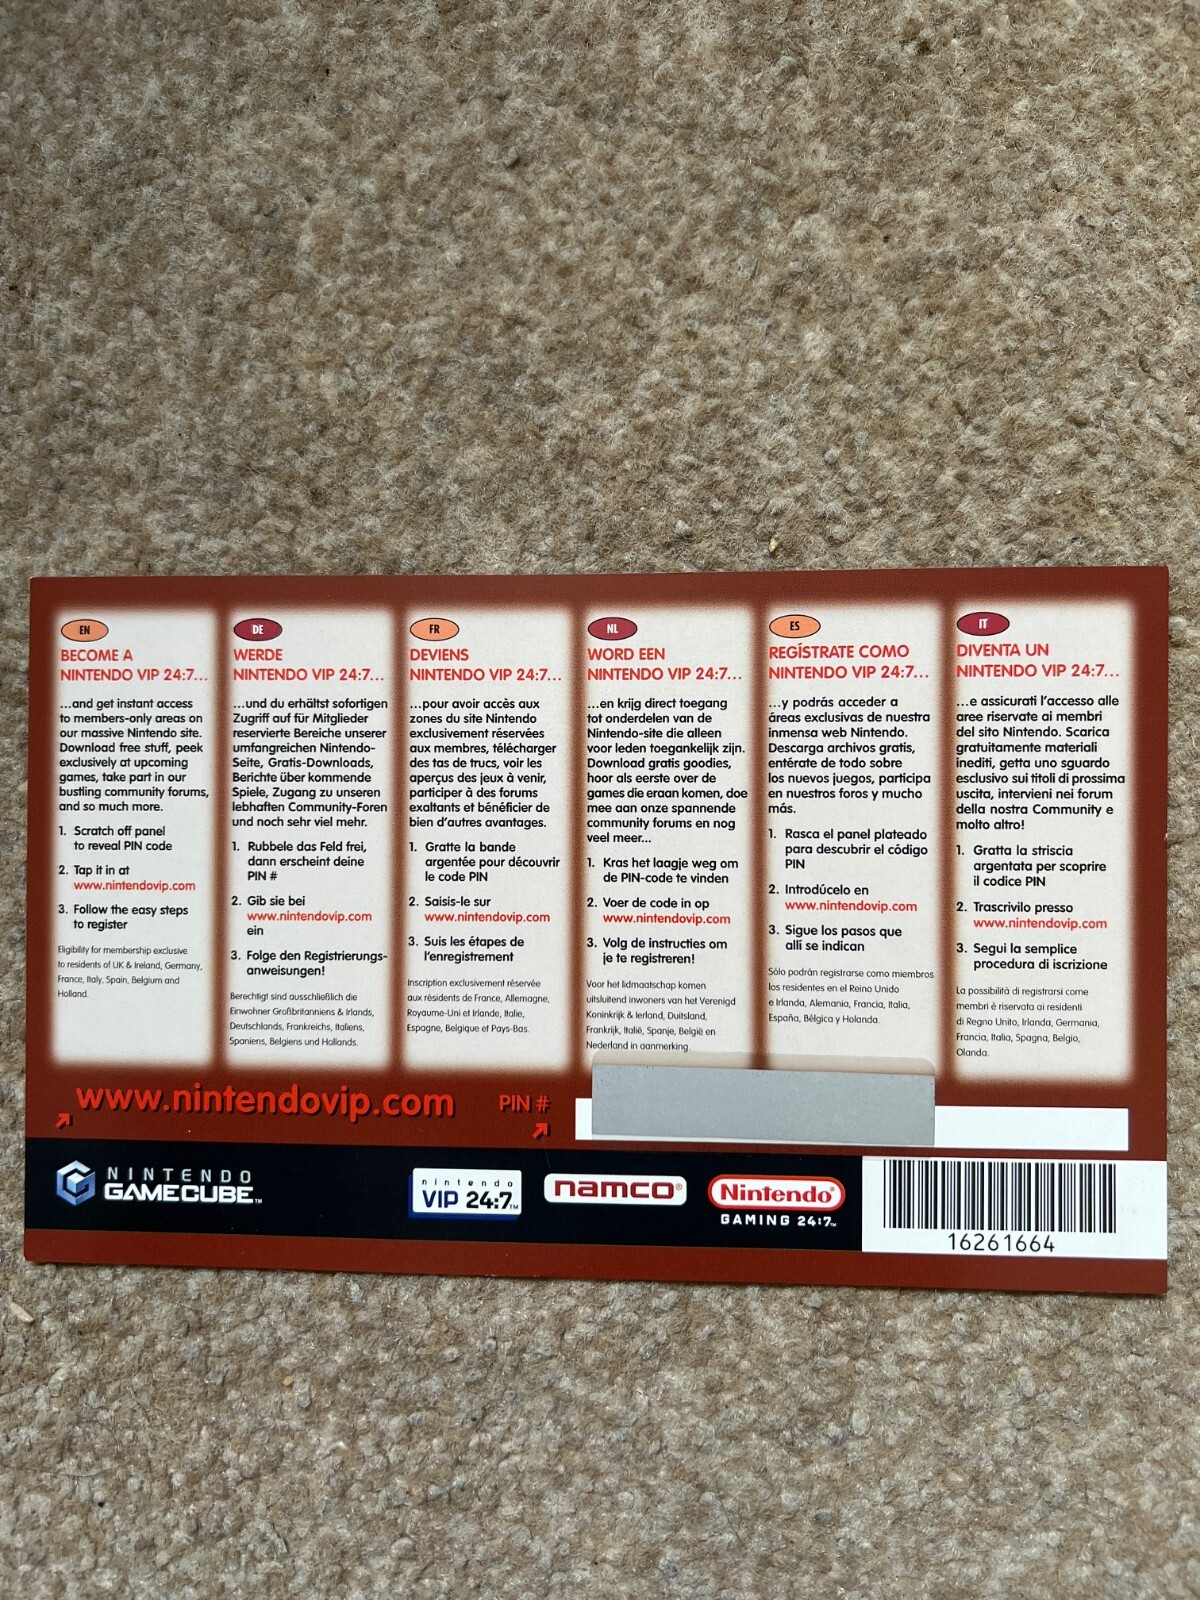 EN
BECOME A
NINTENDO VIP 24:7...
...and get instant access
to members-only areas on
our massive Nintendo site.
Download free stuff, peek
exclusively at upcoming
games, take part in our
bustling community forums,
and so much more.
1. Scratch off panel
to reveal PIN code
2. Tap it in at
www.nintendovip.com
3. Follow the easy steps
to register
Eligibility for membership exclusive
to residents of UK & Ireland, Germany,
France, Italy, Spain, Belgium and
Holland.
DE
WERDE
NINTENDO VIP 24:7...
...und du erhältst sofortigen
Zugriff auf für Mitglieder
reservierte Bereiche unserer
umfangreichen Nintendo-
Seite, Gratis-Downloads,
Berichte über kommende
Spiele, Zugang zu unseren
lebhaften Community-Foren
und noch sehr viel mehr.
1. Rubbele das Feld frei,
dann erscheint deine
PIN #
2. Gib sie bei
www.nintendovip.com
ein
3. Folge den Registrierungs-
anweisungen!
Berechtigt sind ausschließlich die
Einwohner Großbritanniens & Irlands,
Deutschlands, Frankreichs, Italiens,
Spaniens, Belgiens und Hollands.
FR
DEVIENS
NINTENDO VIP 24:7...
...pour avoir accès aux
zones du site Nintendo
exclusivement réservées
aux membres, télécharger
des tas de trucs, voir les
aperçus des jeux à venir,
participer à des forums
exaltants et bénéficier de
bien d'autres avantages.
1. Gratte la bande
argentée pour découvrir
le code PIN
2. Saisis-le sur
www.nintendovip.com
3. Suis les étapes de
l'enregistrement
Inscription exclusivement réservée
aux résidents de France, Allemagne,
Royaume-Uni et Irlande, Italie,
Espagne, Belgique et Pays-Bas.
NL
WORD EEN
NINTENDO VIP 24:7...
...en krijg direct toegang
tot onderdelen van de
Nintendo-site die alleen
voor leden toegankelijk zijn.
Download gratis goodies,
hoor als eerste over de
games die eraan komen, doe
mee aan onze spannende
community forums en nog
veel meer...
1. Kras het laagje weg om
de PIN-code te vinden
2. Voer de code in op
www.nintendovip.com
3. Volg de instructies om
je te registreren!
Voor het lidmaatschap komen
uitsluitend inwoners van het Verenigd
Koninkrijk & Ierland, Duitsland,
Frankrijk, Italië, Spanje, België en
Nederland in aanmerking.
ES
REGÍSTRATE COMO
NINTENDO VIP 24:7...
...y podrás acceder a
áreas exclusivas de nuestra
inmensa web Nintendo.
Descarga archivos gratis,
entérate de todo sobre
los nuevos juegos, participa
en nuestros foros y mucho
más.
1. Rasca el panel plateado
para descubrir el código
PIN
2. Introdúcelo en
www.nintendovip.com
3. Sigue los pasos que
allí se indican
Sólo podrán registrarse como miembros
los residentes en el Reino Unido
e Irlanda, Alemania, Francia, Italia,
España, Bélgica y Holanda.
IT
DIVENTA UN
NINTENDO VIP 24:7...
...e assicurati l'accesso alle
aree riservate ai membri
del sito Nintendo. Scarica
gratuitamente materiali
inediti, getta uno sguardo
esclusivo sui titoli di prossima
uscita, intervieni nei forum
della nostra Community e
molto altro!
1. Gratta la striscia
argentata per scoprire
il codice PIN
2. Trascrivilo presso
www.nintendovip.com
3. Segui la semplice
procedura di iscrizione
La possibilità di registrarsi come
membri è riservata ai residenti
di Regno Unito, Irlanda, Germania,
Francia, Italia, Spagna, Belgio,
Olanda.
www.nintendovip.com PIN #
NINTENDO
GAMECUBE™
nintendo
VIP 24:7™
namco®
Nintendo®
GAMING 24:7™
16261664